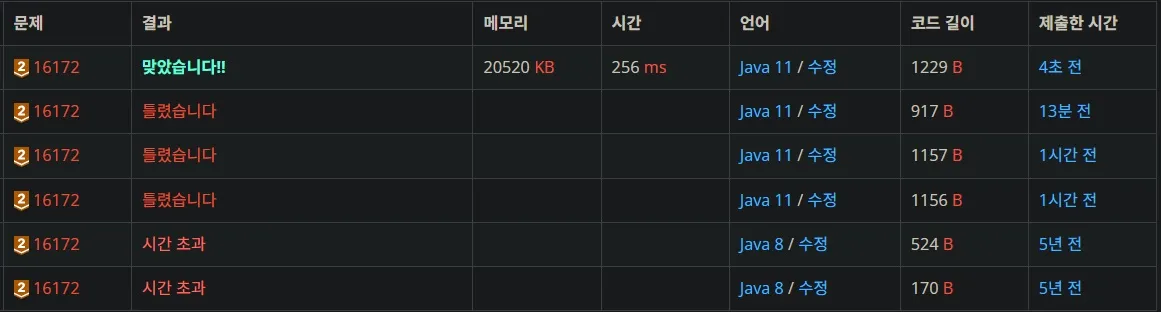 문제 결과 메모리 시간 언어 코드 길이 제출한 시간
2 16172 맞았습니다!! 20520 KB 256 ms Java 11 / 수정 1229 B 4초 전
2 16172 틀렸습니다 Java 11 / 수정 917 B 13분 전
2 16172 틀렸습니다 Java 11 / 수정 1157 B 1시간 전
2 16172 틀렸습니다 Java 11 / 수정 1156 B 1시간 전
2 16172 시간 초과 Java 8 / 수정 524 B 5년 전
2 16172 시간 초과 Java 8 / 수정 170 B 5년 전